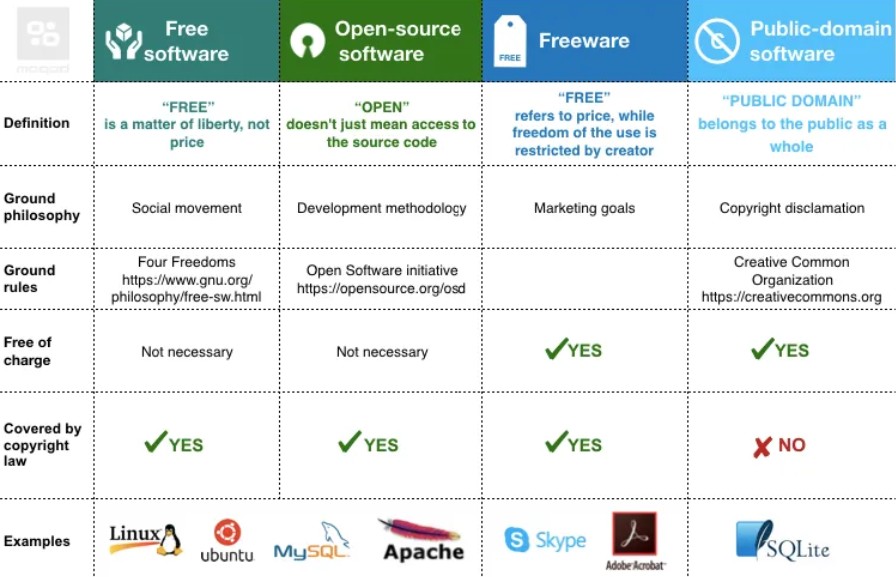 Free
software
Open-source
software
FREE
Freeware
Public-domain
software
Definition
“FREE”
is a matter of liberty, not
price
“OPEN”
doesn't just mean access to
the source code
“FREE”
refers to price, while
freedom of the use is
restricted by creator
“PUBLIC DOMAIN”
belongs to the public as a
whole
Ground
philosophy
Social movement
Development methodology
Marketing goals
Copyright disclamation
Ground
rules
Four Freedoms
https://www.gnu.org/
philosophy/free-sw.html
Open Software initiative
https://opensource.org/osd
Creative Common
Organization
https://creativecommons.org
Free of
charge
Not necessary
Not necessary
YES
YES
Covered by
copyright
law
YES
YES
YES
NO
Examples
Linux
ubuntu
MySQL
Apache
Skype
Adobe Acrobat
SQLite